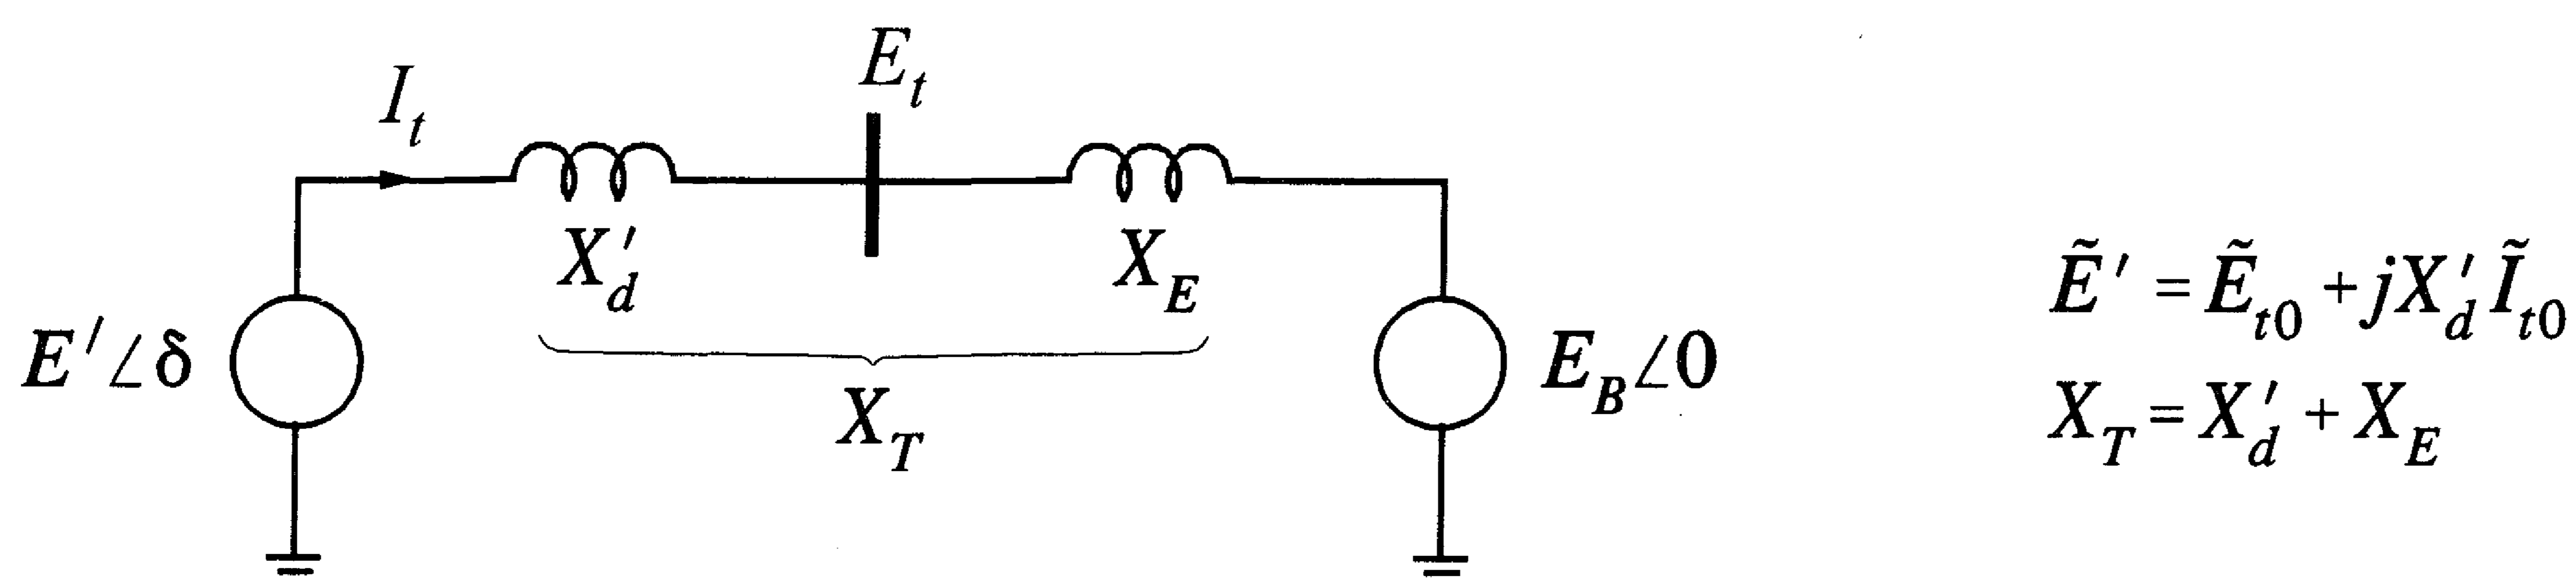 I_t
E_t
X'_d
X_E
E'∠δ
E_B∠0
X_T
Ẽ' = Ẽ_t0 + jX'_d Ĩ_t0
X_T = X'_d + X_E